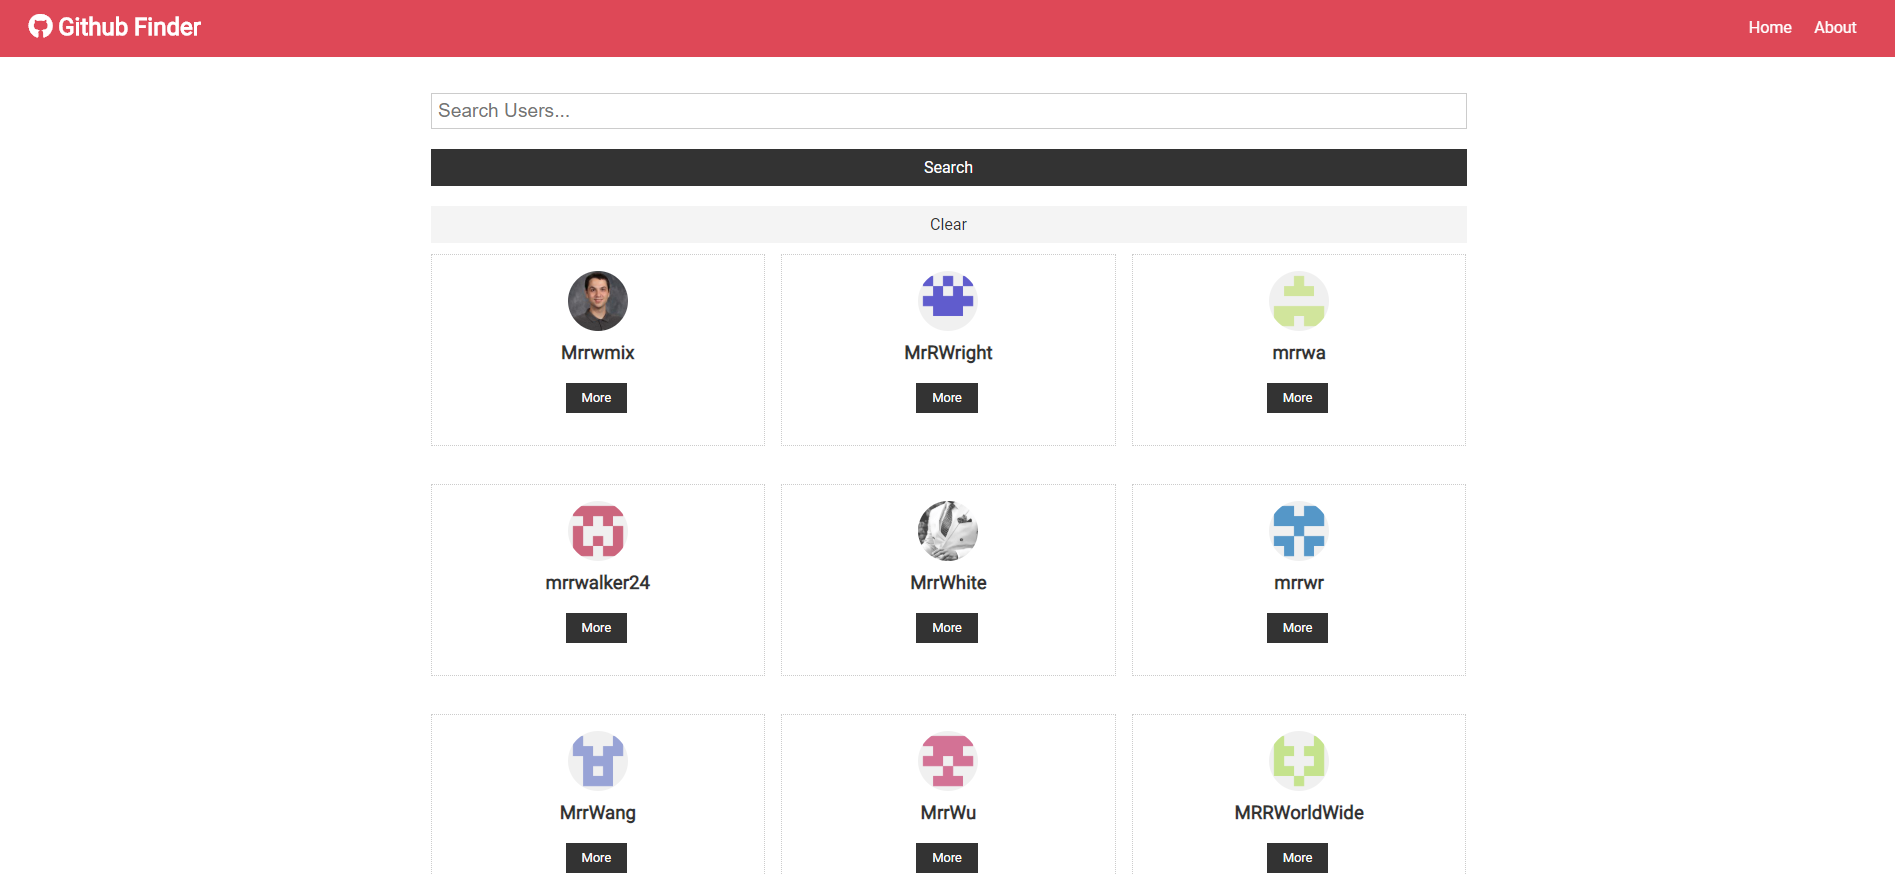 Github Finder
Home About
Search Users...
Search
Clear
Mrrwmix
More
MrRWright
More
mrrwa
More
mrrwalker24
More
MrrWhite
More
mrrwr
More
MrrWang
More
MrrWu
More
MRRWorldWide
More